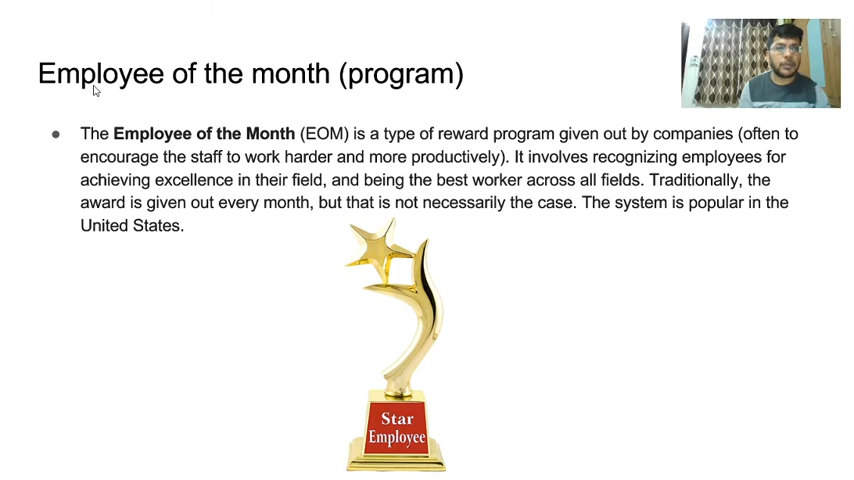 Employee of the month (program)
● The Employee of the Month (EOM) is a type of reward program given out by companies (often to
encourage the staff to work harder and more productively). It involves recognizing employees for
achieving excellence in their field, and being the best worker across all fields. Traditionally, the
award is given out every month, but that is not necessarily the case. The system is popular in the
United States.
Star
Employee